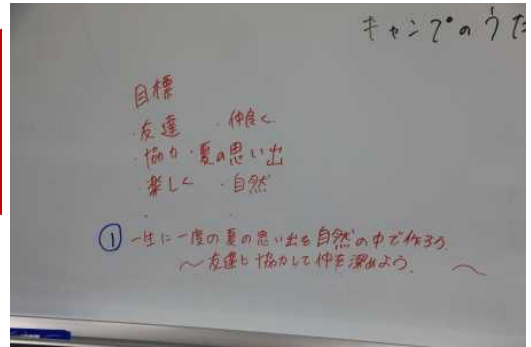 キャンプのうた
目標
・友達 ・仲良く
・協力 ・夏の思い出
・楽しく ・自然
・ ・
① 一生に一度の夏の思い出を自然の中で作ろう。
〜友達と協力して仲を深めよう。〜